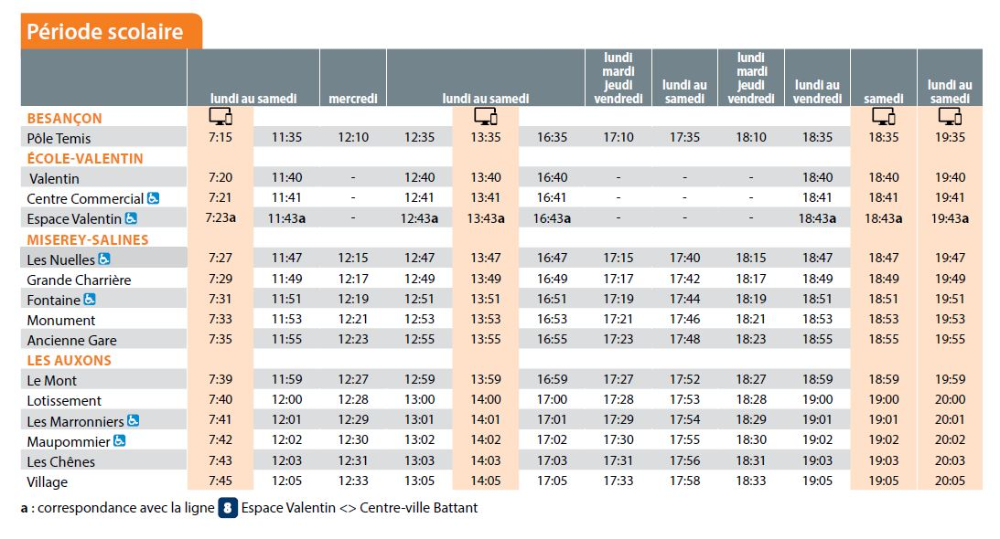 Période scolaire
lundi au samedi mercredi lundi au samedi lundi mardi jeudi vendredi lundi au samedi lundi mardi jeudi vendredi lundi au vendredi samedi lundi au samedi
BESANÇON
Pôle Temis 7:15 11:35 12:10 12:35 13:35 16:35 17:10 17:35 18:10 18:35 18:35 19:35
ÉCOLE-VALENTIN
Valentin 7:20 11:40 - 12:40 13:40 16:40 - - - 18:40 18:40 19:40
Centre Commercial 7:21 11:41 - 12:41 13:41 16:41 - - - 18:41 18:41 19:41
Espace Valentin 7:23a 11:43a - 12:43a 13:43a 16:43a - - - 18:43a 18:43a 19:43a
MISEREY-SALINES
Les Nuelles 7:27 11:47 12:15 12:47 13:47 16:47 17:15 17:40 18:15 18:47 18:47 19:47
Grande Charrière 7:29 11:49 12:17 12:49 13:49 16:49 17:17 17:42 18:17 18:49 18:49 19:49
Fontaine 7:31 11:51 12:19 12:51 13:51 16:51 17:19 17:44 18:19 18:51 18:51 19:51
Monument 7:33 11:53 12:21 12:53 13:53 16:53 17:21 17:46 18:21 18:53 18:53 19:53
Ancienne Gare 7:35 11:55 12:23 12:55 13:55 16:55 17:23 17:48 18:23 18:55 18:55 19:55
LES AUXONS
Le Mont 7:39 11:59 12:27 12:59 13:59 16:59 17:27 17:52 18:27 18:59 18:59 19:59
Lotissement 7:40 12:00 12:28 13:00 14:00 17:00 17:28 17:53 18:28 19:00 19:00 20:00
Les Marronniers 7:41 12:01 12:29 13:01 14:01 17:01 17:29 17:54 18:29 19:01 19:01 20:01
Maupommier 7:42 12:02 12:30 13:02 14:02 17:02 17:30 17:55 18:30 19:02 19:02 20:02
Les Chênes 7:43 12:03 12:31 13:03 14:03 17:03 17:31 17:56 18:31 19:03 19:03 20:03
Village 7:45 12:05 12:33 13:05 14:05 17:05 17:33 17:58 18:33 19:05 19:05 20:05
a : correspondance avec la ligne 8 Espace Valentin <> Centre-ville Battant